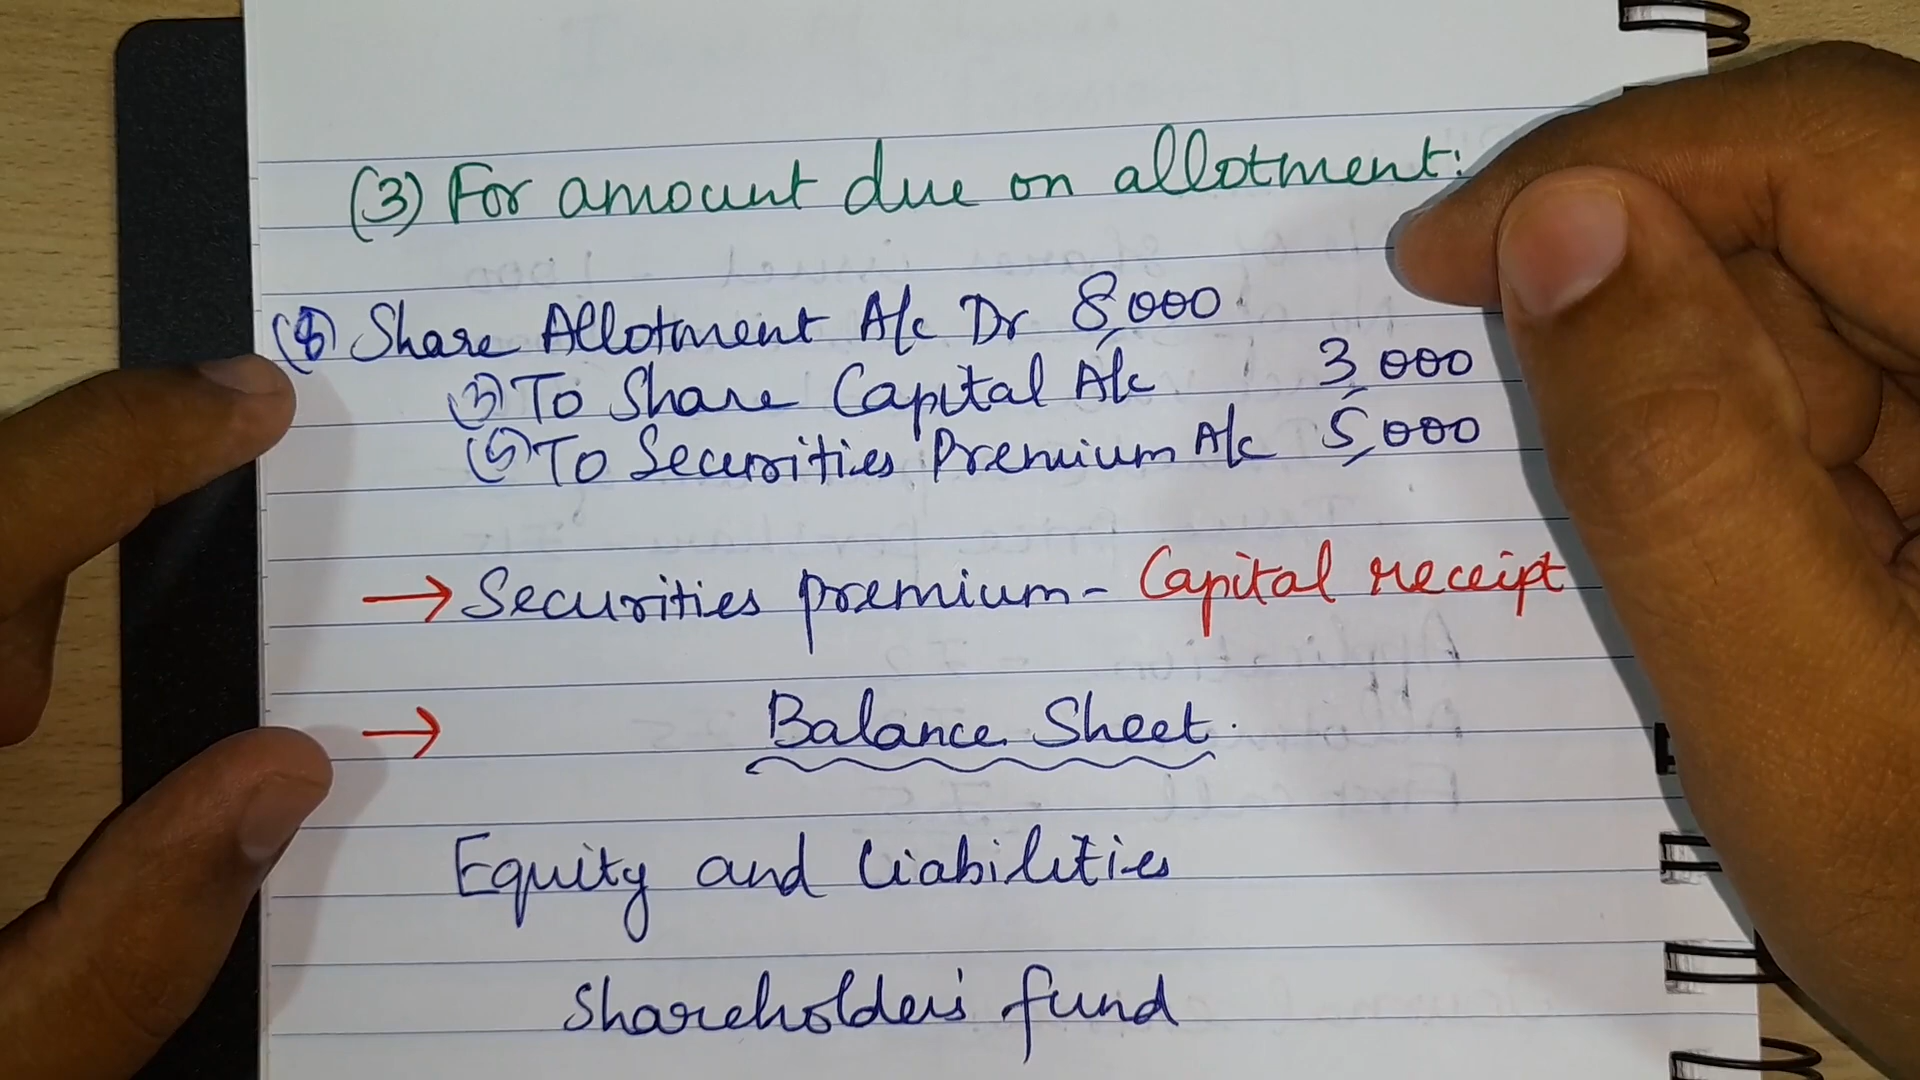 (3) For amount due on allotment:
(8) Share Allotment A/c Dr 8,000
(3) To Share Capital A/c 3,000
(5) To Securities Premium A/c 5,000
→ Securities premium - Capital receipt
→ Balance Sheet.
Equity and Liabilities
Shareholder's fund